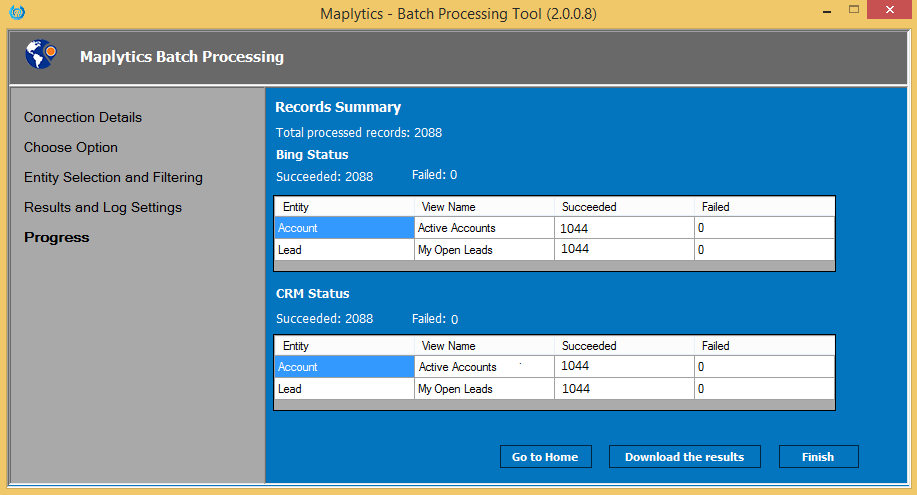 Maplytics - Batch Processing Tool (2.0.0.8)
Maplytics Batch Processing
Connection Details
Choose Option
Entity Selection and Filtering
Results and Log Settings
Progress
Records Summary
Total processed records: 2088
Bing Status
Succeeded: 2088 Failed: 0
Entity View Name Succeeded Failed
Account Active Accounts 1044 0
Lead My Open Leads 1044 0
CRM Status
Succeeded: 2088 Failed: 0
Entity View Name Succeeded Failed
Account Active Accounts 1044 0
Lead My Open Leads 1044 0
Go to Home Download the results Finish